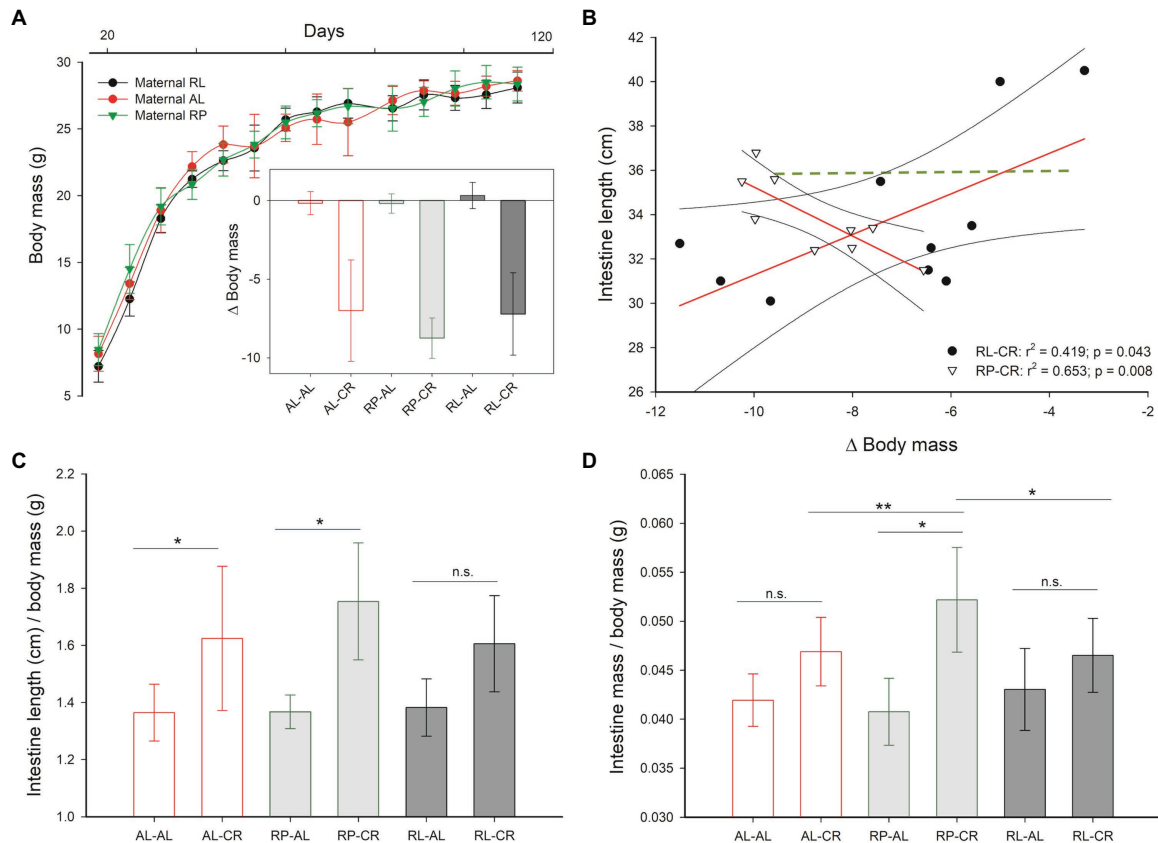 A
Days
20
120
Body mass (g)
30
25
20
15
10
5
Maternal RL
Maternal AL
Maternal RP
Δ Body mass
0
-5
-10
AL-AL
AL-CR
RP-AL
RP-CR
RL-AL
RL-CR
B
Intestine length (cm)
42
40
38
36
34
32
30
28
26
RL-CR: r² = 0.419; p = 0.043
RP-CR: r² = 0.653; p = 0.008
-12
-10
-8
-6
-4
-2
Δ Body mass
C
Intestine length (cm) / body mass (g)
2.2
2.0
1.8
1.6
1.4
1.2
1.0
*
*
n.s.
AL-AL
AL-CR
RP-AL
RP-CR
RL-AL
RL-CR
D
Intestine mass / body mass (g)
0.065
0.060
0.055
0.050
0.045
0.040
0.035
0.030
**
*
*
n.s.
n.s.
AL-AL
AL-CR
RP-AL
RP-CR
RL-AL
RL-CR